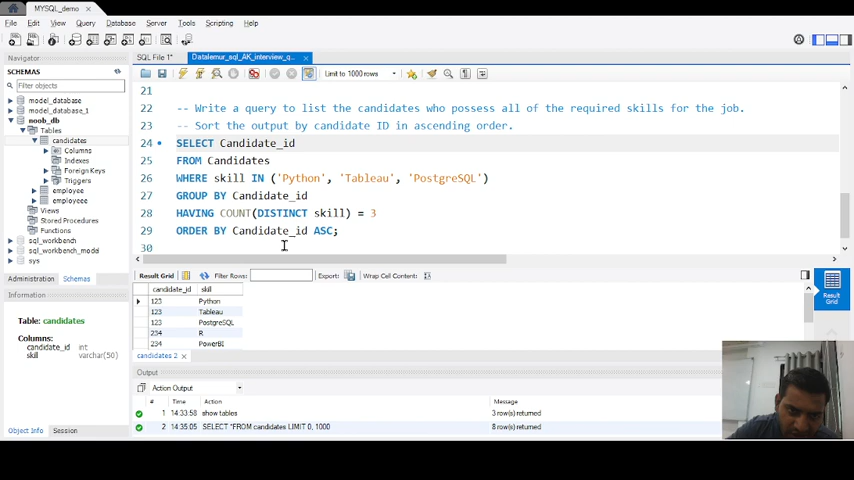 MYSQL_demo ×
File Edit View Query Database Server Tools Scripting Help
Navigator
SQL File 1*
Datalemur_sql_AK_interview_q... ×
SCHEMAS
Limit to 1000 rows
Filter objects
model_database
model_database_1
noob_db
Tables
candidates
Columns
Indexes
Foreign Keys
Triggers
employee
employeee
Views
Stored Procedures
Functions
sql_workbench
sql_workbench_model
sys
Administration Schemas
Information
Table: candidates
Columns:
candidate_id int
skill varchar(50)
Object Info Session
21
22 -- Write a query to list the candidates who possess all of the required skills for the job.
23 -- Sort the output by candidate ID in ascending order.
24 SELECT Candidate_id
25 FROM Candidates
26 WHERE skill IN ('Python', 'Tableau', 'PostgreSQL')
27 GROUP BY Candidate_id
28 HAVING COUNT(DISTINCT skill) = 3
29 ORDER BY Candidate_id ASC;
30
Result Grid Filter Rows: Export: Wrap Cell Content:
candidate_id skill
123 Python
123 Tableau
123 PostgreSQL
234 R
234 PowerBI
Result Grid
candidates 2 ×
Output
Action Output
# Time Action Message
1 14:33:58 show tables 3 row(s) returned
2 14:35:05 SELECT *FROM candidates LIMIT 0, 1000 8 row(s) returned